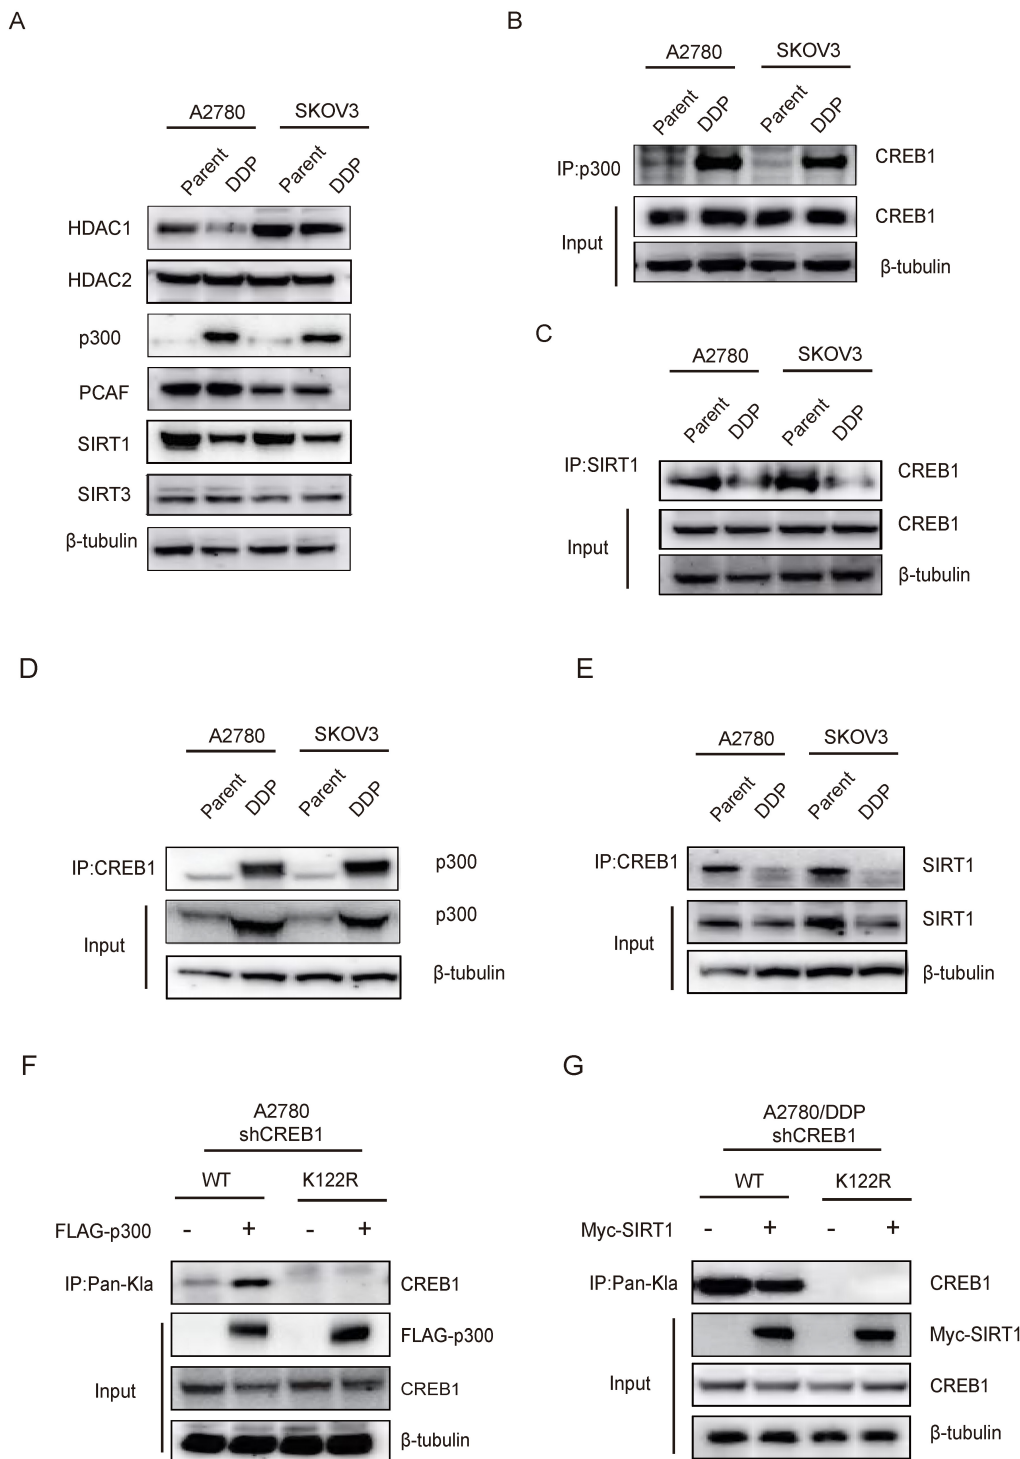 A
A2780 SKOV3
Parent DDP Parent DDP
HDAC1
HDAC2
p300
PCAF
SIRT1
SIRT3
β-tubulin
B
A2780 SKOV3
Parent DDP Parent DDP
IP:p300 CREB1
Input CREB1
β-tubulin
C
A2780 SKOV3
Parent DDP Parent DDP
IP:SIRT1 CREB1
Input CREB1
β-tubulin
D
A2780 SKOV3
Parent DDP Parent DDP
IP:CREB1 p300
Input p300
β-tubulin
E
A2780 SKOV3
Parent DDP Parent DDP
IP:CREB1 SIRT1
Input SIRT1
β-tubulin
F
A2780
shCREB1
WT K122R
FLAG-p300 - + - +
IP:Pan-Kla CREB1
FLAG-p300
Input CREB1
β-tubulin
G
A2780/DDP
shCREB1
WT K122R
Myc-SIRT1 - + - +
IP:Pan-Kla CREB1
Myc-SIRT1
Input CREB1
β-tubulin